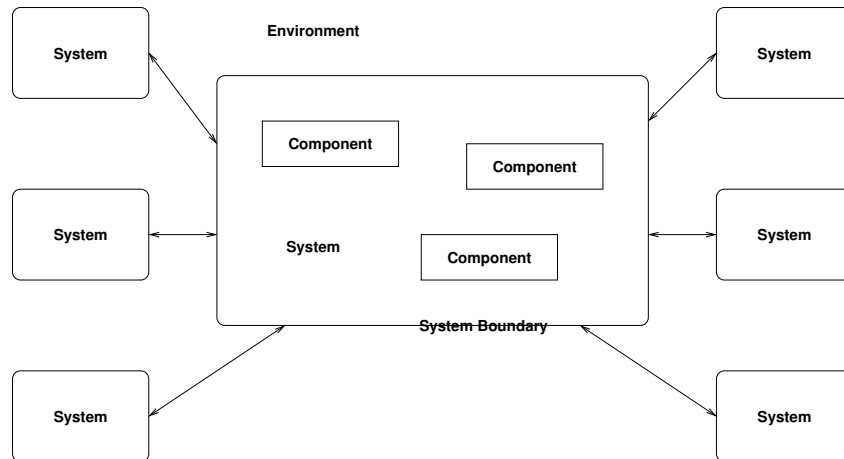 Environment
System
System
Component
Component
System
System
System
Component
System Boundary
System
System